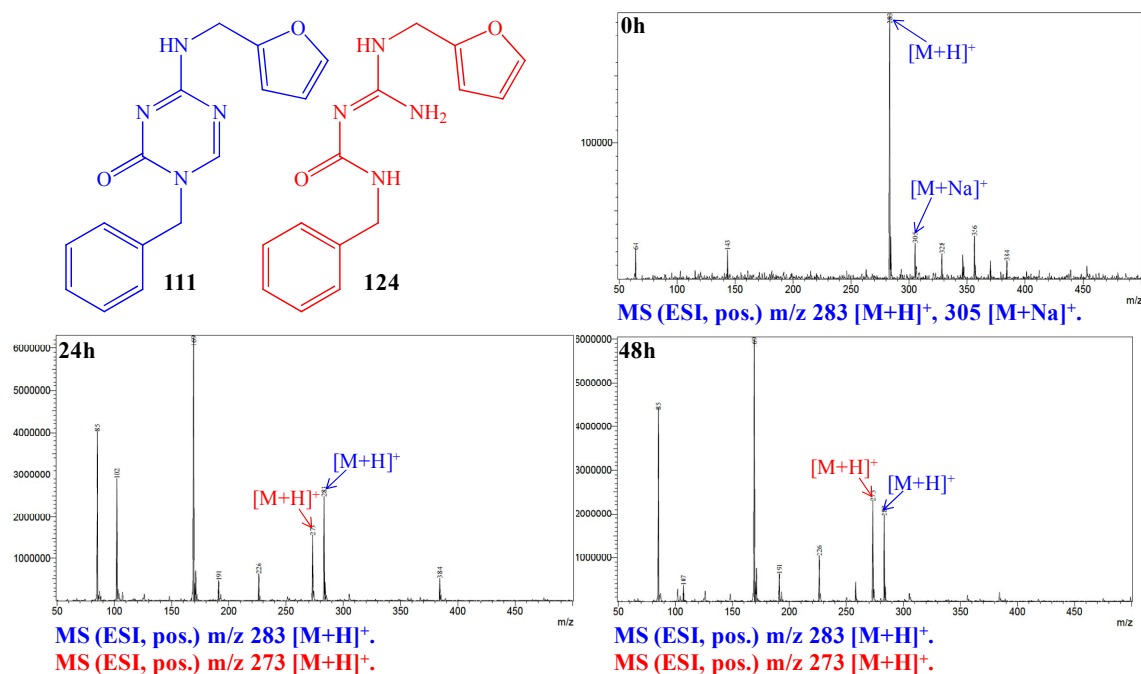 O
HN
N
N
O
N
111
O
HN
N
NH2
O
NH
124
0h
283
[M+H]+
100000
[M+Na]+
64
143
305
328
356
384
50 100 150 200 250 300 350 400 450
m/z
MS (ESI, pos.) m/z 283 [M+H]+, 305 [M+Na]+.
24h
6000000
5000000
4000000
3000000
2000000
1000000
85
102
191
226
[M+H]+
273
[M+H]+
384
50 100 150 200 250 300 350 400 450
m/z
MS (ESI, pos.) m/z 283 [M+H]+.
MS (ESI, pos.) m/z 273 [M+H]+.
48h
5000000
4000000
3000000
2000000
1000000
85
107
191
226
[M+H]+
273
[M+H]+
50 100 150 200 250 300 350 400 450
m/z
MS (ESI, pos.) m/z 283 [M+H]+.
MS (ESI, pos.) m/z 273 [M+H]+.